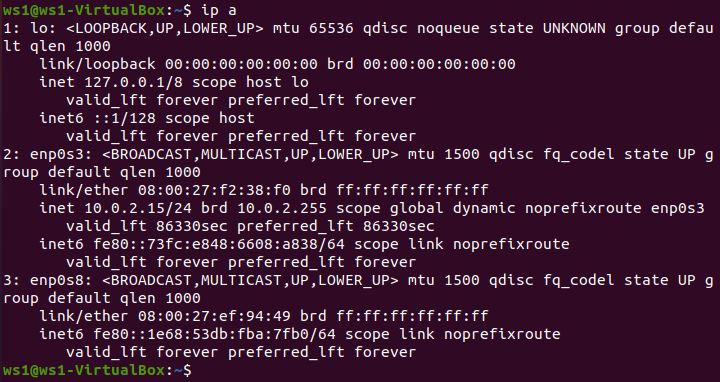 ws1@ws1-VirtualBox:~$ ip a
1: lo: <LOOPBACK,UP,LOWER_UP> mtu 65536 qdisc noqueue state UNKNOWN group defau
lt qlen 1000
    link/loopback 00:00:00:00:00:00 brd 00:00:00:00:00:00
    inet 127.0.0.1/8 scope host lo
       valid_lft forever preferred_lft forever
    inet6 ::1/128 scope host
       valid_lft forever preferred_lft forever
2: enp0s3: <BROADCAST,MULTICAST,UP,LOWER_UP> mtu 1500 qdisc fq_codel state UP g
roup default qlen 1000
    link/ether 08:00:27:f2:38:f0 brd ff:ff:ff:ff:ff:ff
    inet 10.0.2.15/24 brd 10.0.2.255 scope global dynamic noprefixroute enp0s3
       valid_lft 86330sec preferred_lft 86330sec
    inet6 fe80::73fc:e848:6608:a838/64 scope link noprefixroute
       valid_lft forever preferred_lft forever
3: enp0s8: <BROADCAST,MULTICAST,UP,LOWER_UP> mtu 1500 qdisc fq_codel state UP g
roup default qlen 1000
    link/ether 08:00:27:ef:94:49 brd ff:ff:ff:ff:ff:ff
    inet6 fe80::1e68:53db:fba:7fb0/64 scope link noprefixroute
       valid_lft forever preferred_lft forever
ws1@ws1-VirtualBox:~$